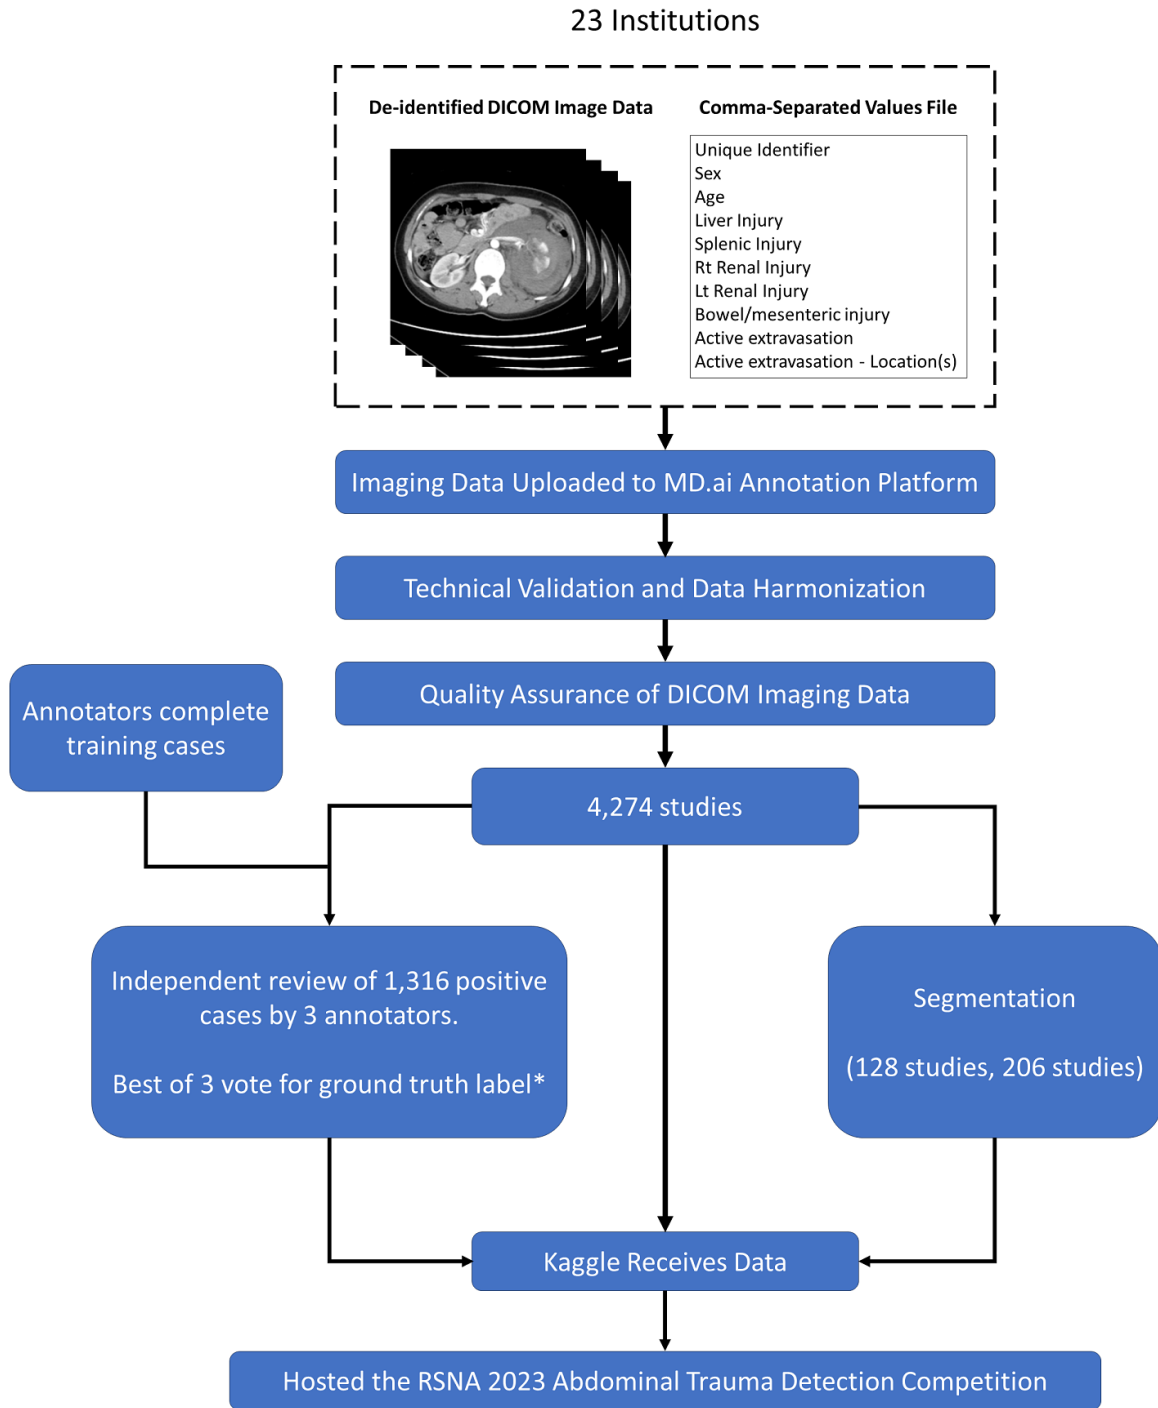 23 Institutions
De-identified DICOM Image Data
Comma-Separated Values File
Unique Identifier
Sex
Age
Liver Injury
Splenic Injury
Rt Renal Injury
Lt Renal Injury
Bowel/mesenteric injury
Active extravasation
Active extravasation - Location(s)
Imaging Data Uploaded to MD.ai Annotation Platform
Technical Validation and Data Harmonization
Quality Assurance of DICOM Imaging Data
Annotators complete
training cases
4,274 studies
Independent review of 1,316 positive
cases by 3 annotators.
Best of 3 vote for ground truth label*
Segmentation
(128 studies, 206 studies)
Kaggle Receives Data
Hosted the RSNA 2023 Abdominal Trauma Detection Competition